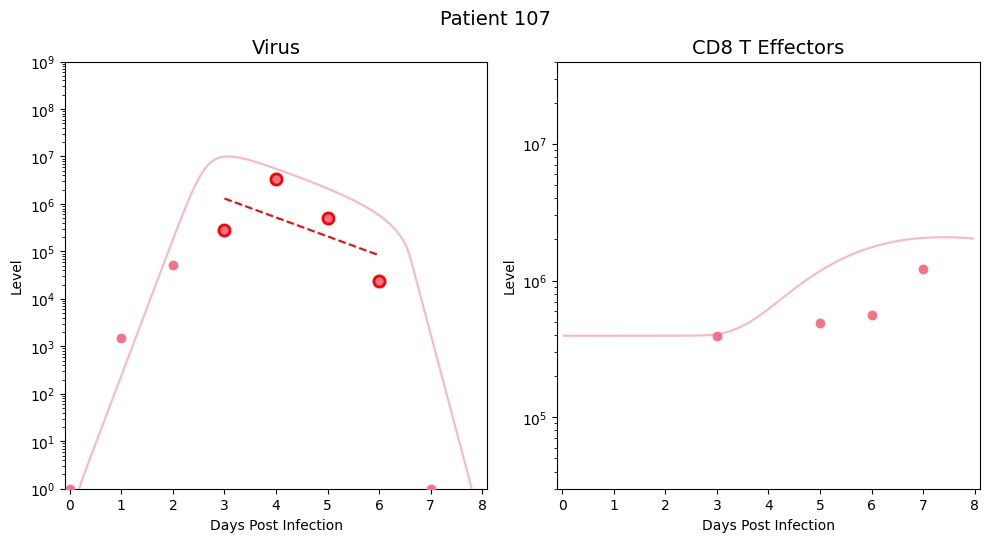 Patient 107
Virus
CD8 T Effectors
Level
10^9
10^8
10^7
10^6
10^5
10^4
10^3
10^2
10^1
10^0
0 1 2 3 4 5 6 7 8
Days Post Infection
Level
10^7
10^6
10^5
0 1 2 3 4 5 6 7 8
Days Post Infection